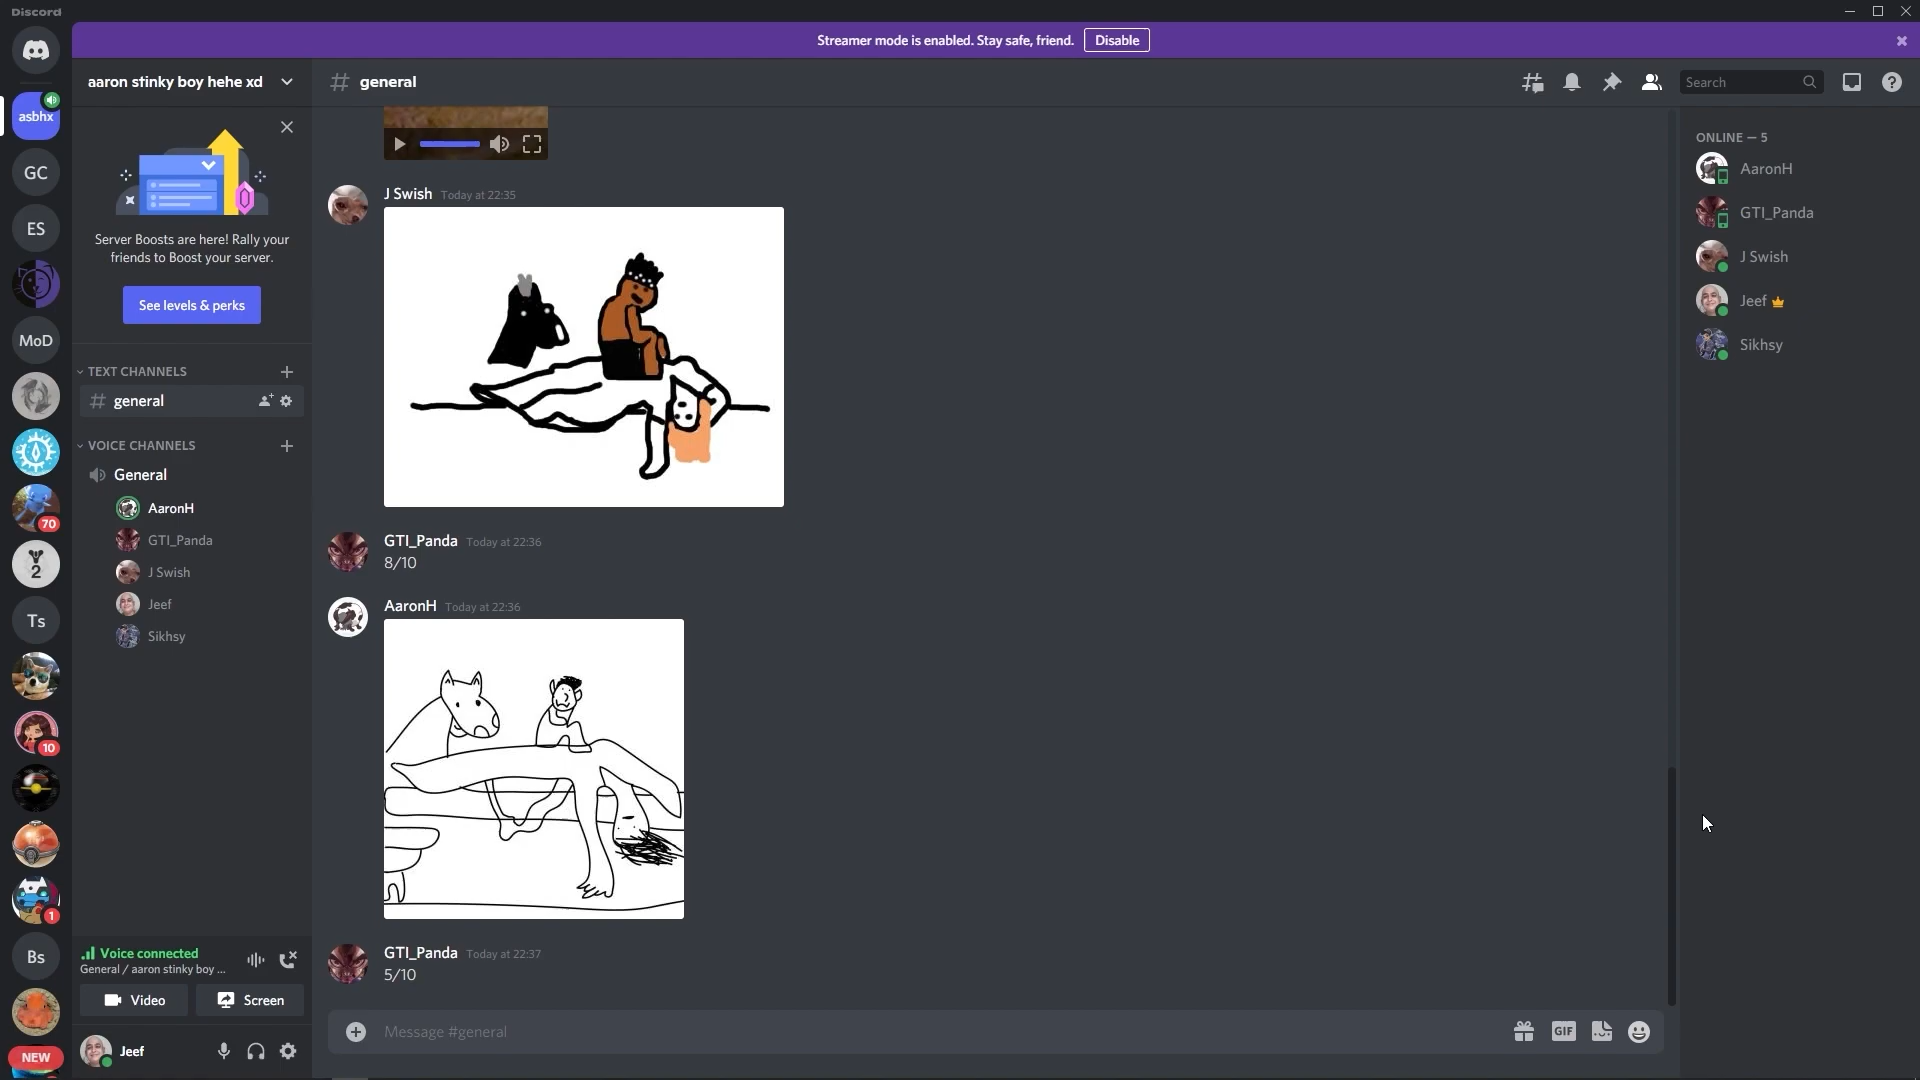 Discord
Streamer mode is enabled. Stay safe, friend. Disable
aaron stinky boy hehe xd
general
Search
asbhx
GC
ES
MoD
70
2
Ts
10
1
Bs
NEW
Server Boosts are here! Rally your
friends to Boost your server.
See levels & perks
TEXT CHANNELS
general
VOICE CHANNELS
General
AaronH
GTI_Panda
J Swish
Jeef
Sikhsy
Voice connected
General / aaron stinky boy ...
Video
Screen
Jeef
J Swish Today at 22:35
GTI_Panda Today at 22:36
8/10
AaronH Today at 22:36
GTI_Panda Today at 22:37
5/10
Message #general
GIF
ONLINE — 5
AaronH
GTI_Panda
J Swish
Jeef
Sikhsy